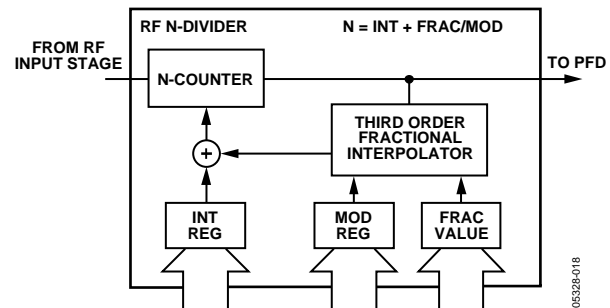 RF N-DIVIDER
N = INT + FRAC/MOD
FROM RF
INPUT STAGE
N-COUNTER
TO PFD
THIRD ORDER
FRACTIONAL
INTERPOLATOR
+
INT
REG
MOD
REG
FRAC
VALUE
05328-018